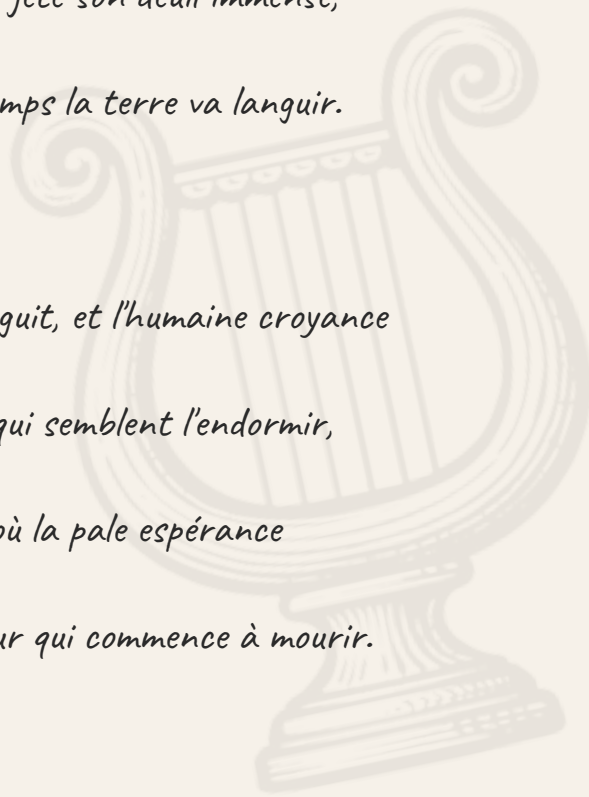 jeté son deuil immense,
mps la terre va languir.
guit, et l'humaine croyance
qui semblent l'endormir,
où la pale espérance
ur qui commence à mourir.